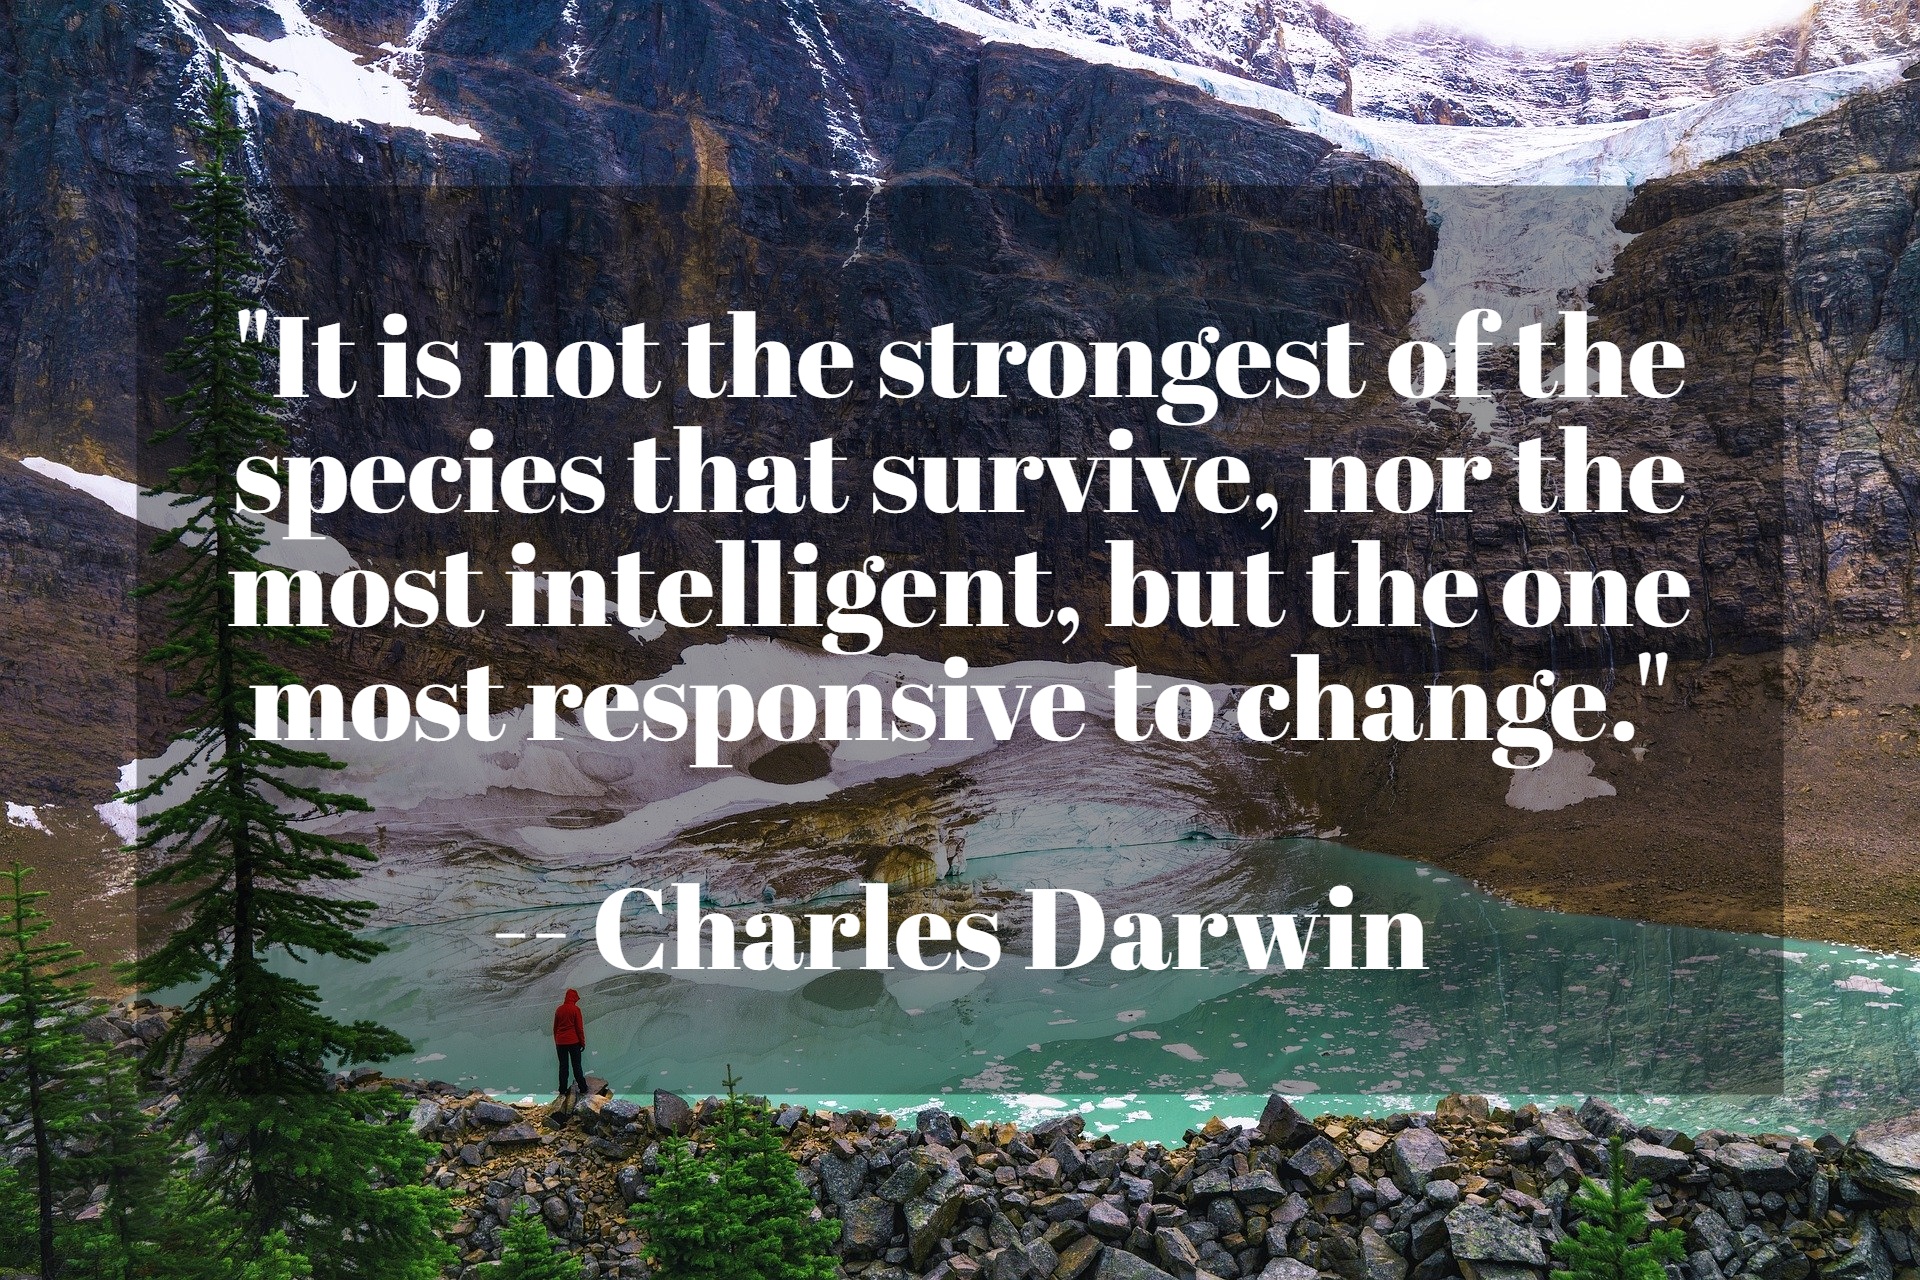 "It is not the strongest of the
species that survive, nor the
most intelligent, but the one
most responsive to change."
-- Charles Darwin